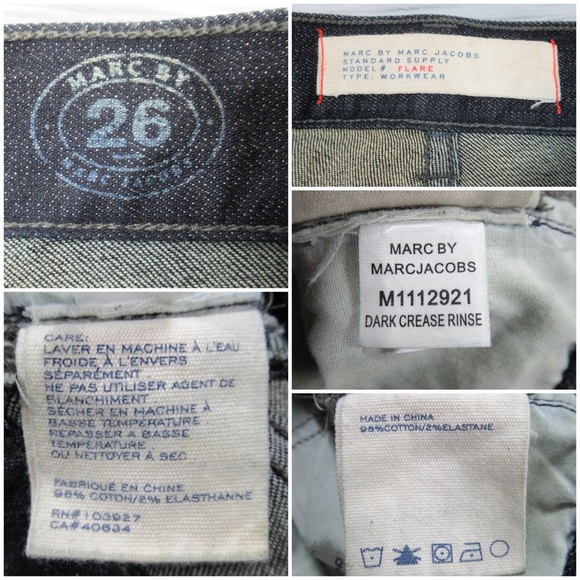 MARC BY
26
MARC JACOBS
MARC BY MARC JACOBS
STANDARD SUPPLY
MODEL # FLARE
TYPE: WORKWEAR
MARC BY
MARCJACOBS
M1112921
DARK CREASE RINSE
CARE:
LAVER EN MACHINE À L'EAU
FROIDE À L'ENVERS
SÉPARÉMENT
NE PAS UTILISER AGENT DE
BLANCHIMENT
SÉCHER EN MACHINE À
BASSE TEMPÉRATURE
REPASSER A BASSE
TEMPÉRATURE
OU NETTOYER À SEC
FABRIQUÉ EN CHINE
98% COTON/2% ELASTHANNE
RN#103927
CA#40634
MADE IN CHINA
98%COTTON/2%ELASTANE